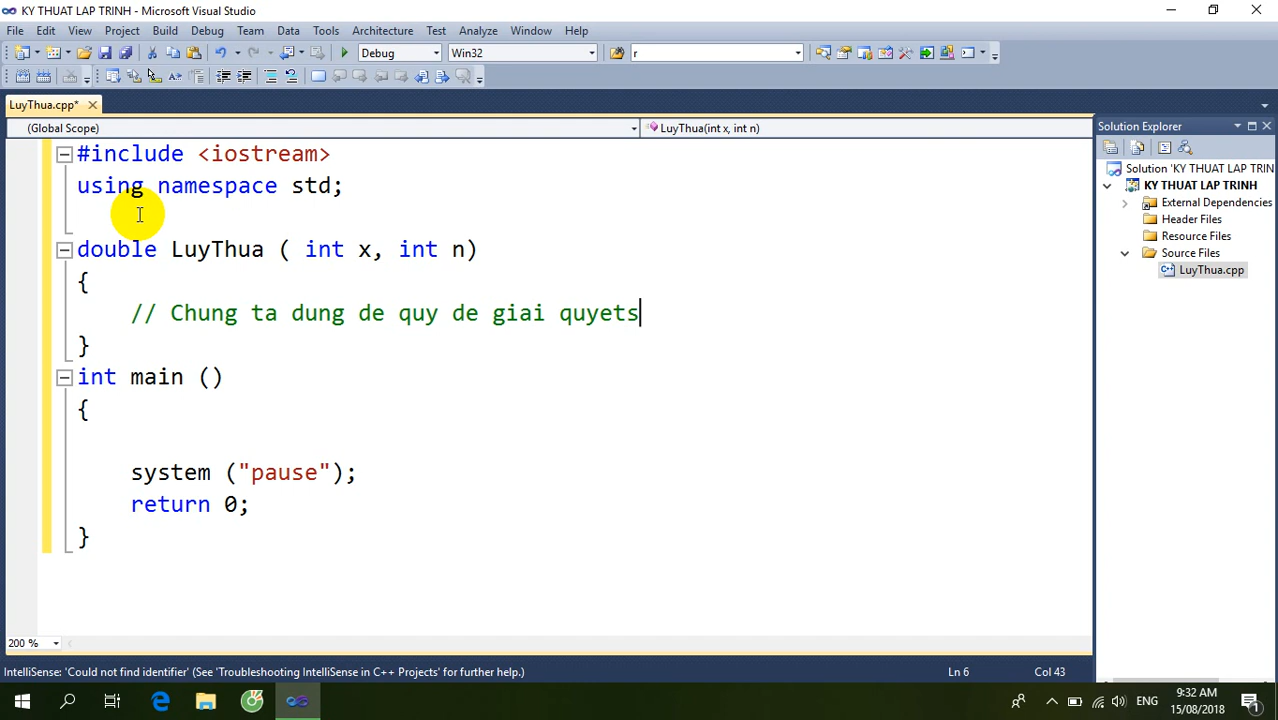 KY THUAT LAP TRINH - Microsoft Visual Studio
File Edit View Project Build Debug Team Data Tools Architecture Test Analyze Window Help
Debug Win32 r
LuyThua.cpp*
(Global Scope) LuyThua(int x, int n)
#include <iostream>
using namespace std;
double LuyThua ( int x, int n)
{
// Chung ta dung de quy de giai quyets
}
int main ()
{
system ("pause");
return 0;
}
Solution Explorer
Solution 'KY THUAT LAP TRINH'
KY THUAT LAP TRINH
External Dependencies
Header Files
Resource Files
Source Files
LuyThua.cpp
200 %
IntelliSense: 'Could not find identifier' (See 'Troubleshooting IntelliSense in C++ Projects' for further help.) Ln 6 Col 43
ENG
9:32 AM
15/08/2018
1